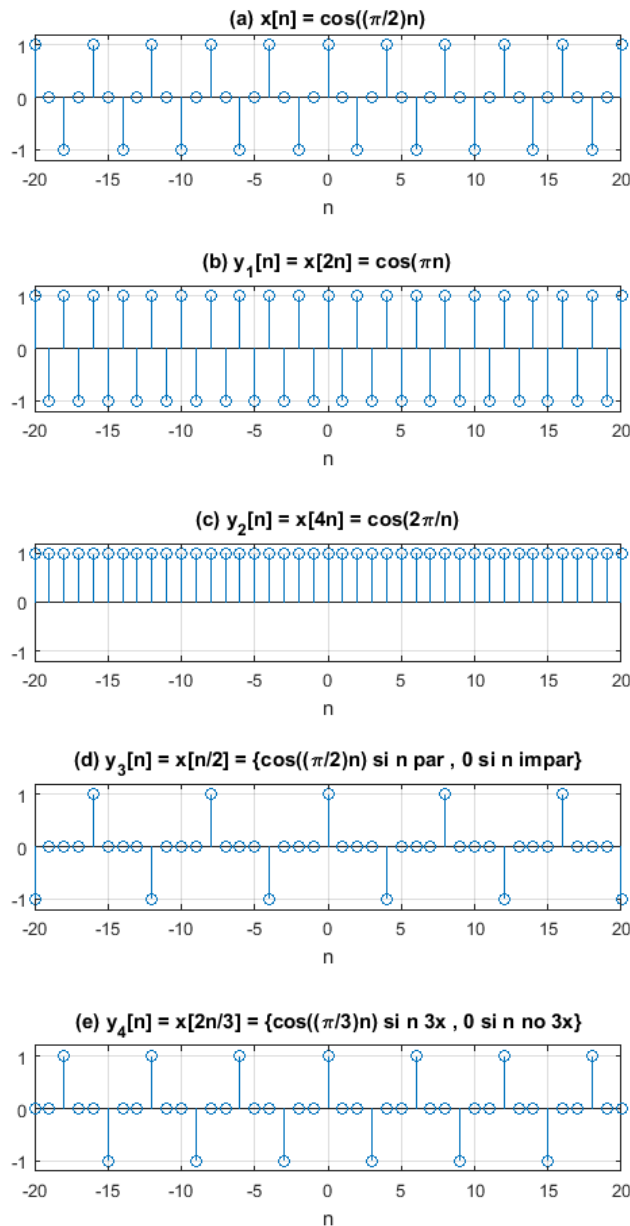 (a) x[n] = cos((π/2)n)
1
0
-1
-20 -15 -10 -5 0 5 10 15 20
n
(b) y₁[n] = x[2n] = cos(πn)
1
0
-1
-20 -15 -10 -5 0 5 10 15 20
n
(c) y₂[n] = x[4n] = cos(2π/n)
1
0
-1
-20 -15 -10 -5 0 5 10 15 20
n
(d) y₃[n] = x[n/2] = {cos((π/2)n) si n par , 0 si n impar}
1
0
-1
-20 -15 -10 -5 0 5 10 15 20
n
(e) y₄[n] = x[2n/3] = {cos((π/3)n) si n 3x , 0 si n no 3x}
1
0
-1
-20 -15 -10 -5 0 5 10 15 20
n